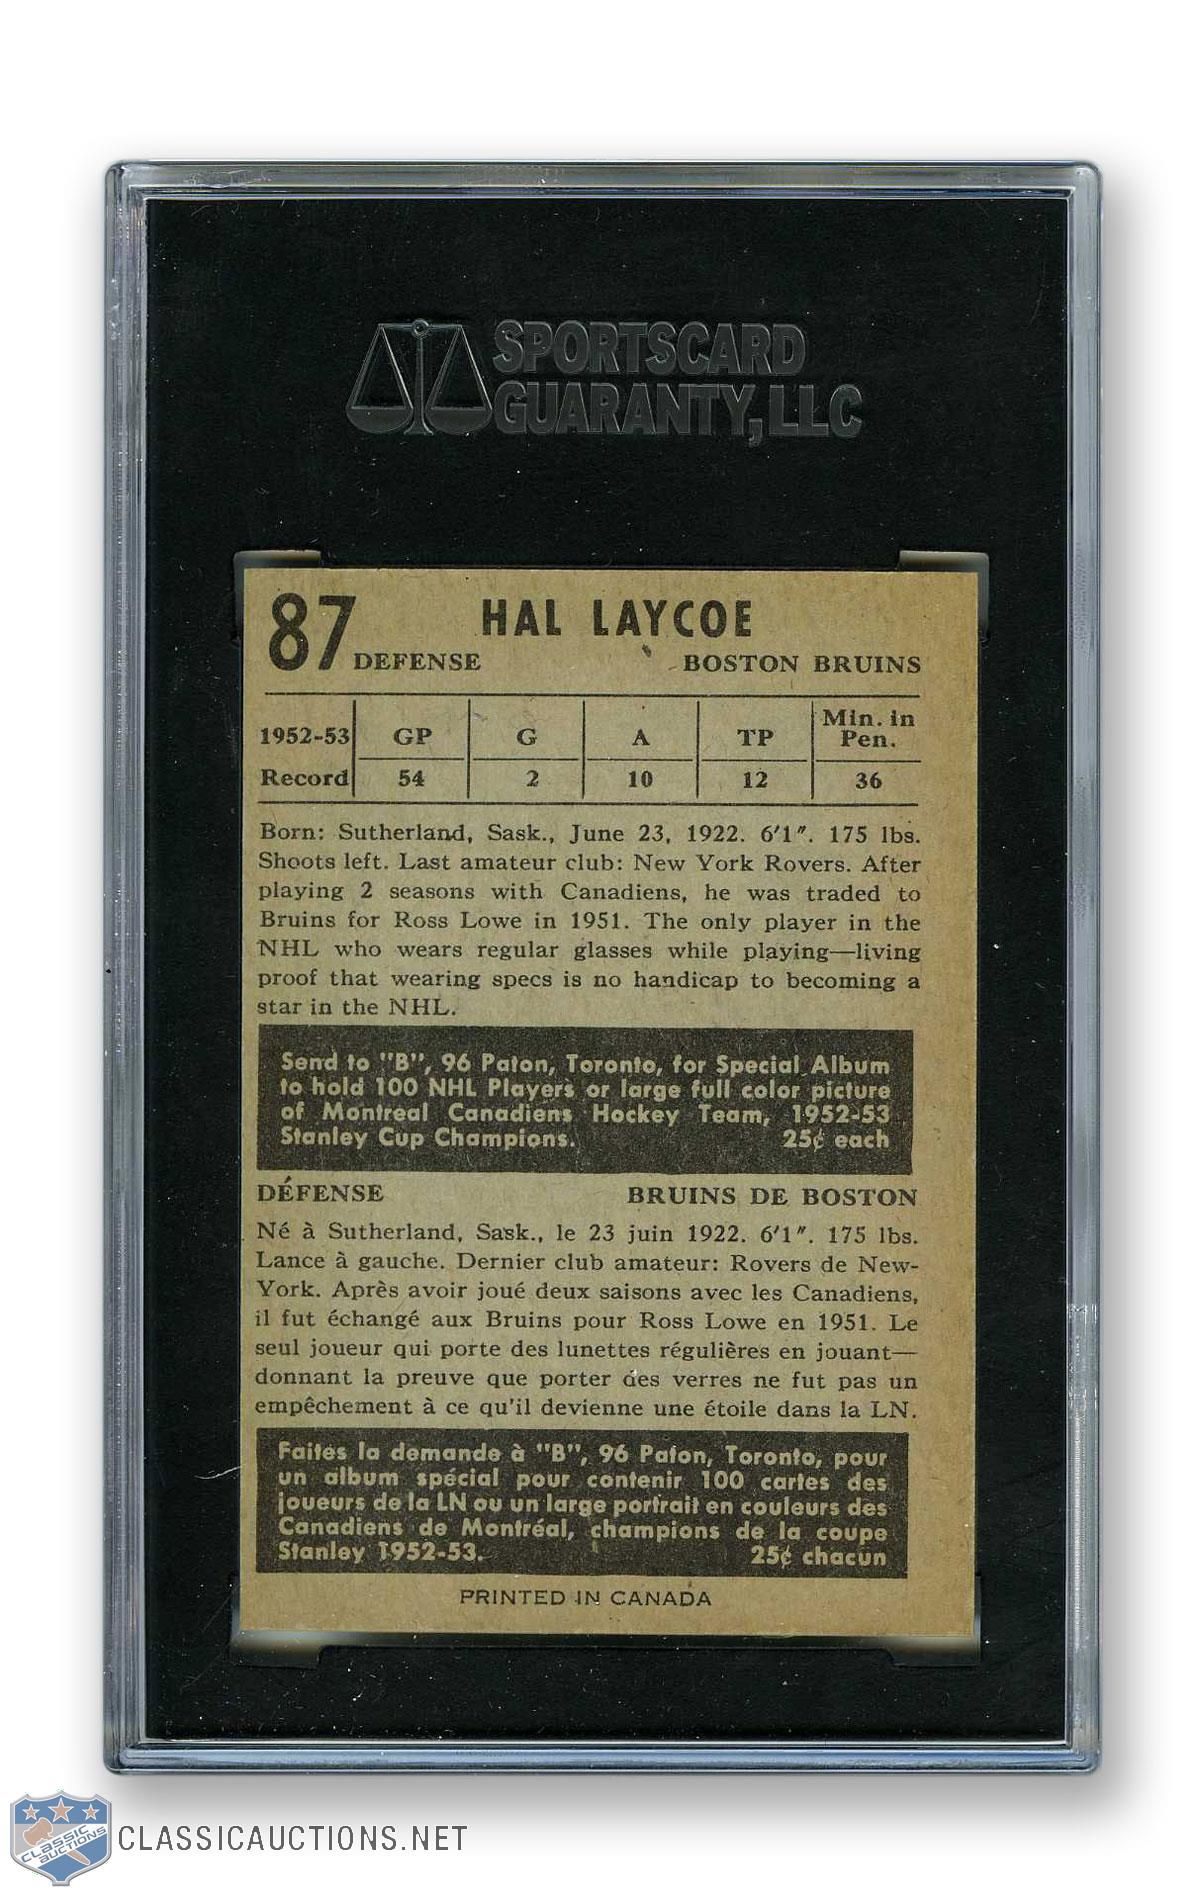 SPORTSCARD
GUARANTY, LLC
87 HAL LAYCOE
DEFENSE BOSTON BRUINS
1952-53 GP G A TP Min. in Pen.
Record 54 2 10 12 36
Born: Sutherland, Sask., June 23, 1922. 6'1". 175 lbs.
Shoots left. Last amateur club: New York Rovers. After
playing 2 seasons with Canadiens, he was traded to
Bruins for Ross Lowe in 1951. The only player in the
NHL who wears regular glasses while playing—living
proof that wearing specs is no handicap to becoming a
star in the NHL.
Send to "B", 96 Paton, Toronto, for Special Album
to hold 100 NHL Players or large full color picture
of Montreal Canadiens Hockey Team, 1952-53
Stanley Cup Champions. 25¢ each
DÉFENSE BRUINS DE BOSTON
Né à Sutherland, Sask., le 23 juin 1922. 6'1". 175 lbs.
Lance à gauche. Dernier club amateur: Rovers de New-
York. Après avoir joué deux saisons avec les Canadiens,
il fut échangé aux Bruins pour Ross Lowe en 1951. Le
seul joueur qui porte des lunettes régulières en jouant—
donnant la preuve que porter des verres ne fut pas un
empêchement à ce qu'il devienne une étoile dans la LN.
Faites la demande à "B", 96 Paton, Toronto, pour
un album spécial pour contenir 100 cartes des
joueurs de la LN ou un large portrait en couleurs des
Canadiens de Montréal, champions de la coupe
Stanley 1952-53. 25¢ chacun
PRINTED IN CANADA
CLASSIC
AUCTIONS
CLASSICAUCTIONS.NET